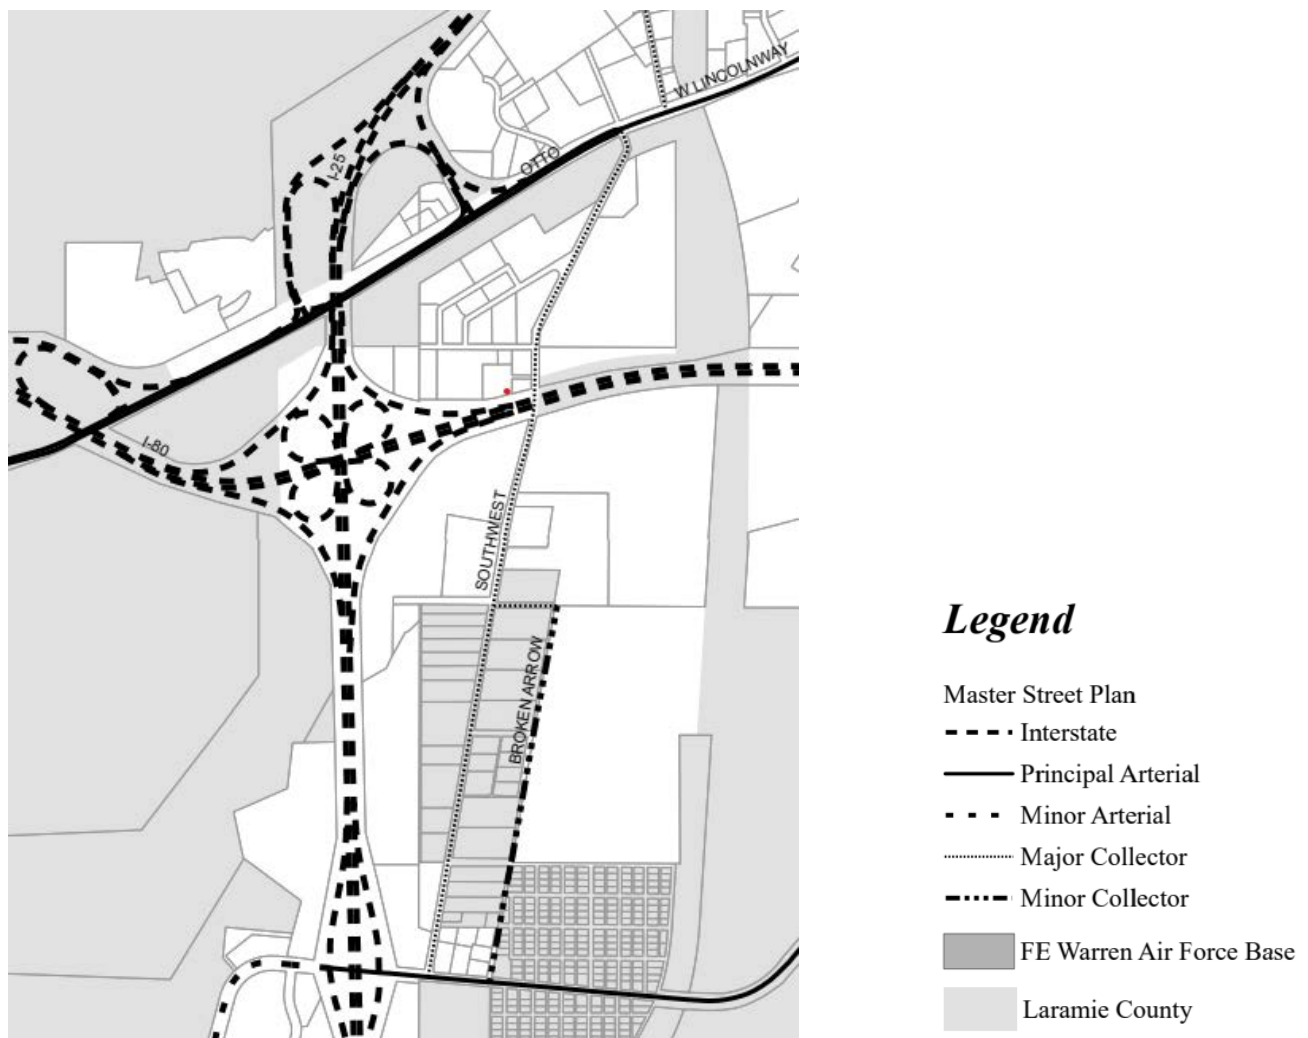 W LINCOLNWAY
OTTO
I-25
I-80
SOUTHWEST
BROKEN ARROW
Legend
Master Street Plan
Interstate
Principal Arterial
Minor Arterial
Major Collector
Minor Collector
FE Warren Air Force Base
Laramie County